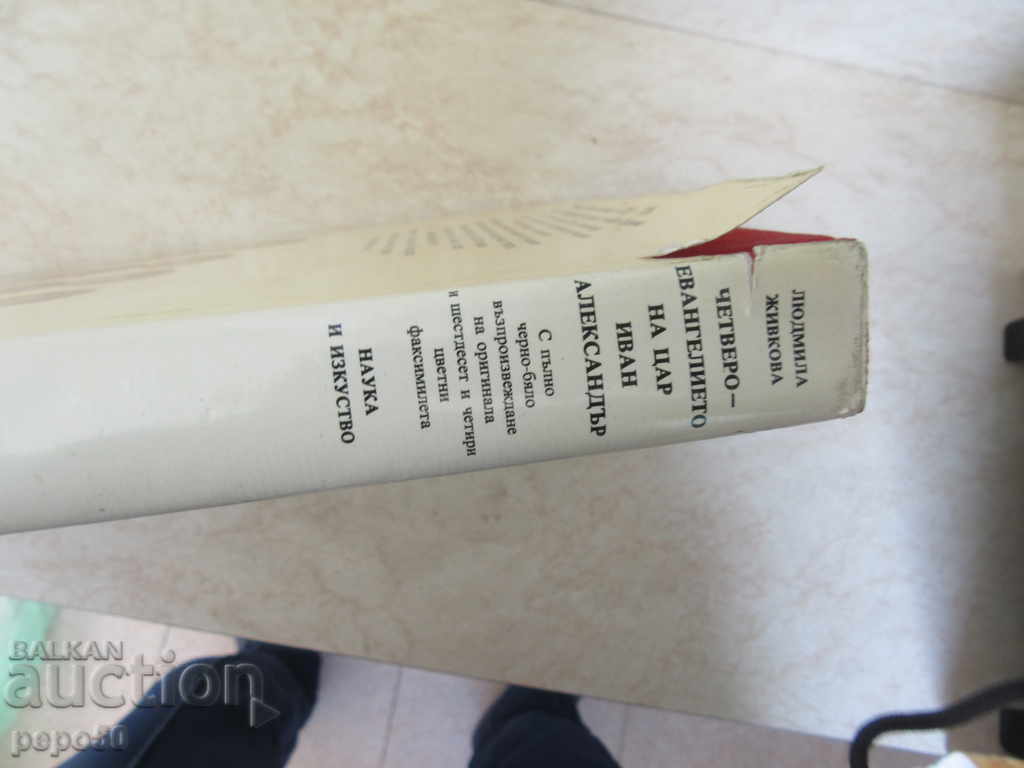 ЛЮДМИЛА
ЖИВКОВА
ЧЕТВЕРО–
ЕВАНГЕЛИЕТО
НА ЦАР
ИВАН
АЛЕКСАНДЪР
С пълно
черно-бяло
възпроизвеждане
на оригинала
и шестдесет и четири
цветни
факсимилета
НАУКА
И ИЗКУСТВО
BALKAN
auction
pepo50